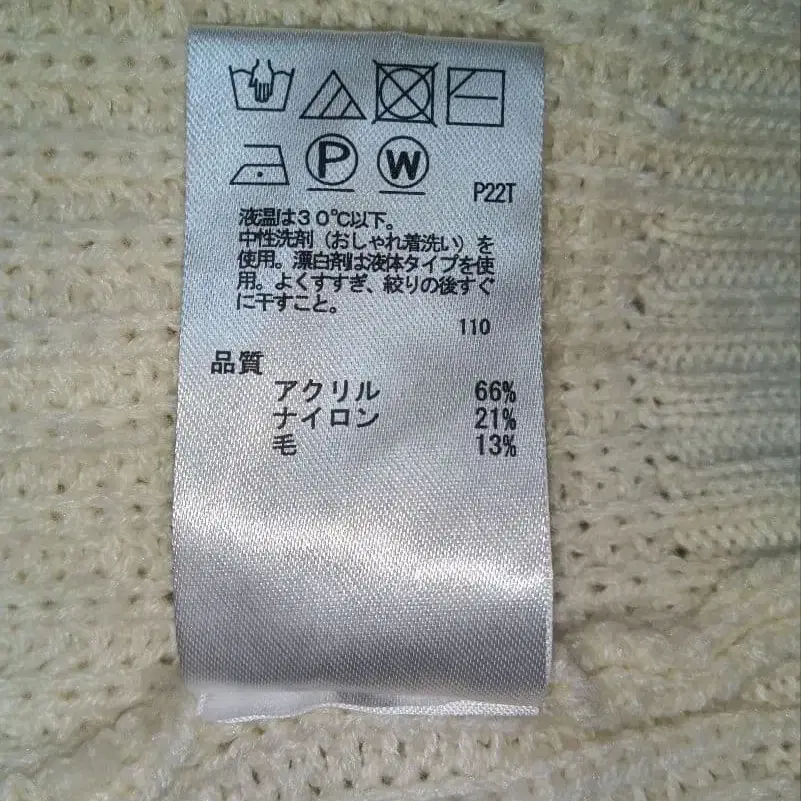 P W
P22T
液温は30℃以下。
中性洗剤（おしゃれ着洗い）を
使用。漂白剤は液体タイプを使
用。よくすすぎ、絞りの後すぐ
に干すこと。
110
品質
アクリル 66%
ナイロン 21%
毛 13%